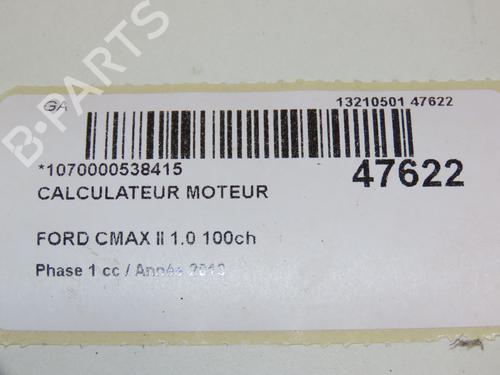 GA
13210501 47622
B-PARTS
*1070000538415
47622
CALCULATEUR MOTEUR
FORD CMAX II 1.0 100ch
Phase 1 cc / Année